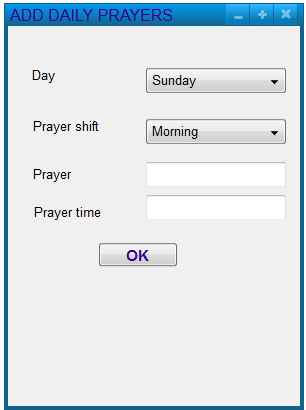 ADD DAILY PRAYERS
Day
Sunday
Prayer shift
Morning
Prayer
Prayer time
OK